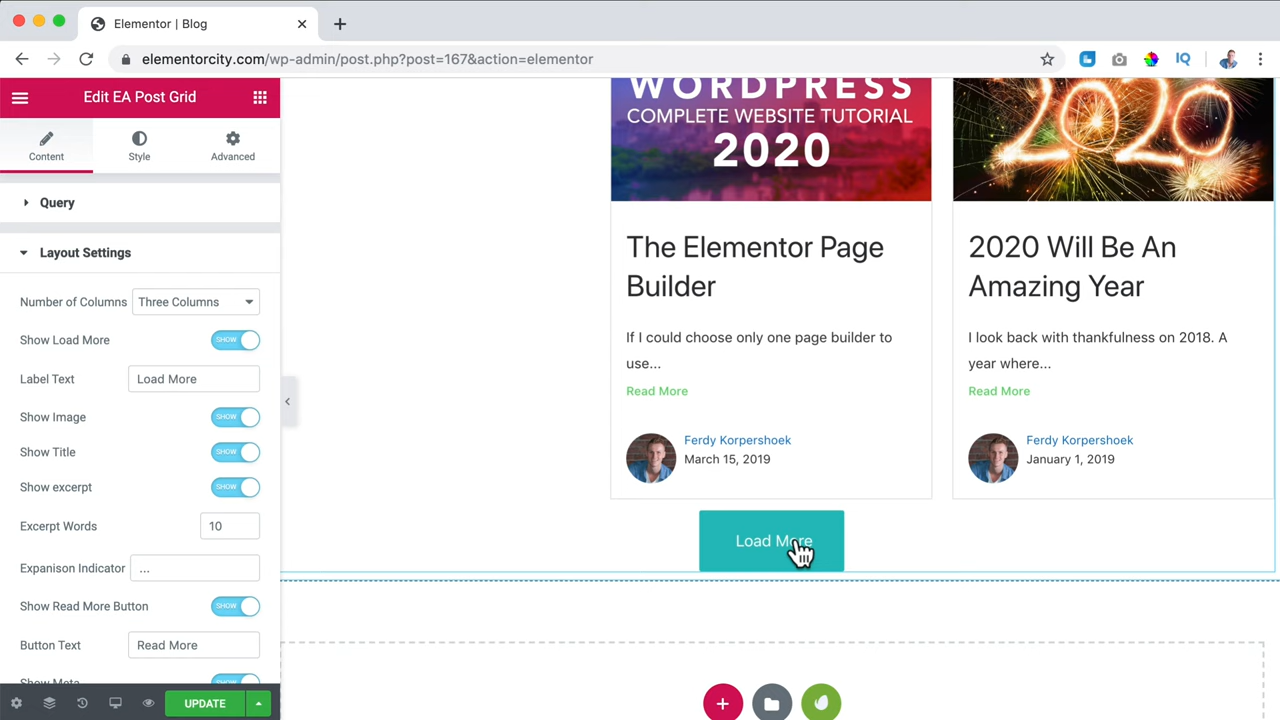 Elementor | Blog
elementorcity.com/wp-admin/post.php?post=167&action=elementor
IQ
Edit EA Post Grid
Content
Style
Advanced
Query
Layout Settings
Number of Columns
Three Columns
Show Load More
SHOW
Label Text
Load More
Show Image
SHOW
Show Title
SHOW
Show excerpt
SHOW
Excerpt Words
10
Expanison Indicator
...
Show Read More Button
SHOW
Button Text
Read More
Show Meta
SHOW
UPDATE
WORDPRESS
COMPLETE WEBSITE TUTORIAL
2020
The Elementor Page
Builder
If I could choose only one page builder to
use...
Read More
Ferdy Korpershoek
March 15, 2019
2020
2020 Will Be An
Amazing Year
I look back with thankfulness on 2018. A
year where...
Read More
Ferdy Korpershoek
January 1, 2019
Load More